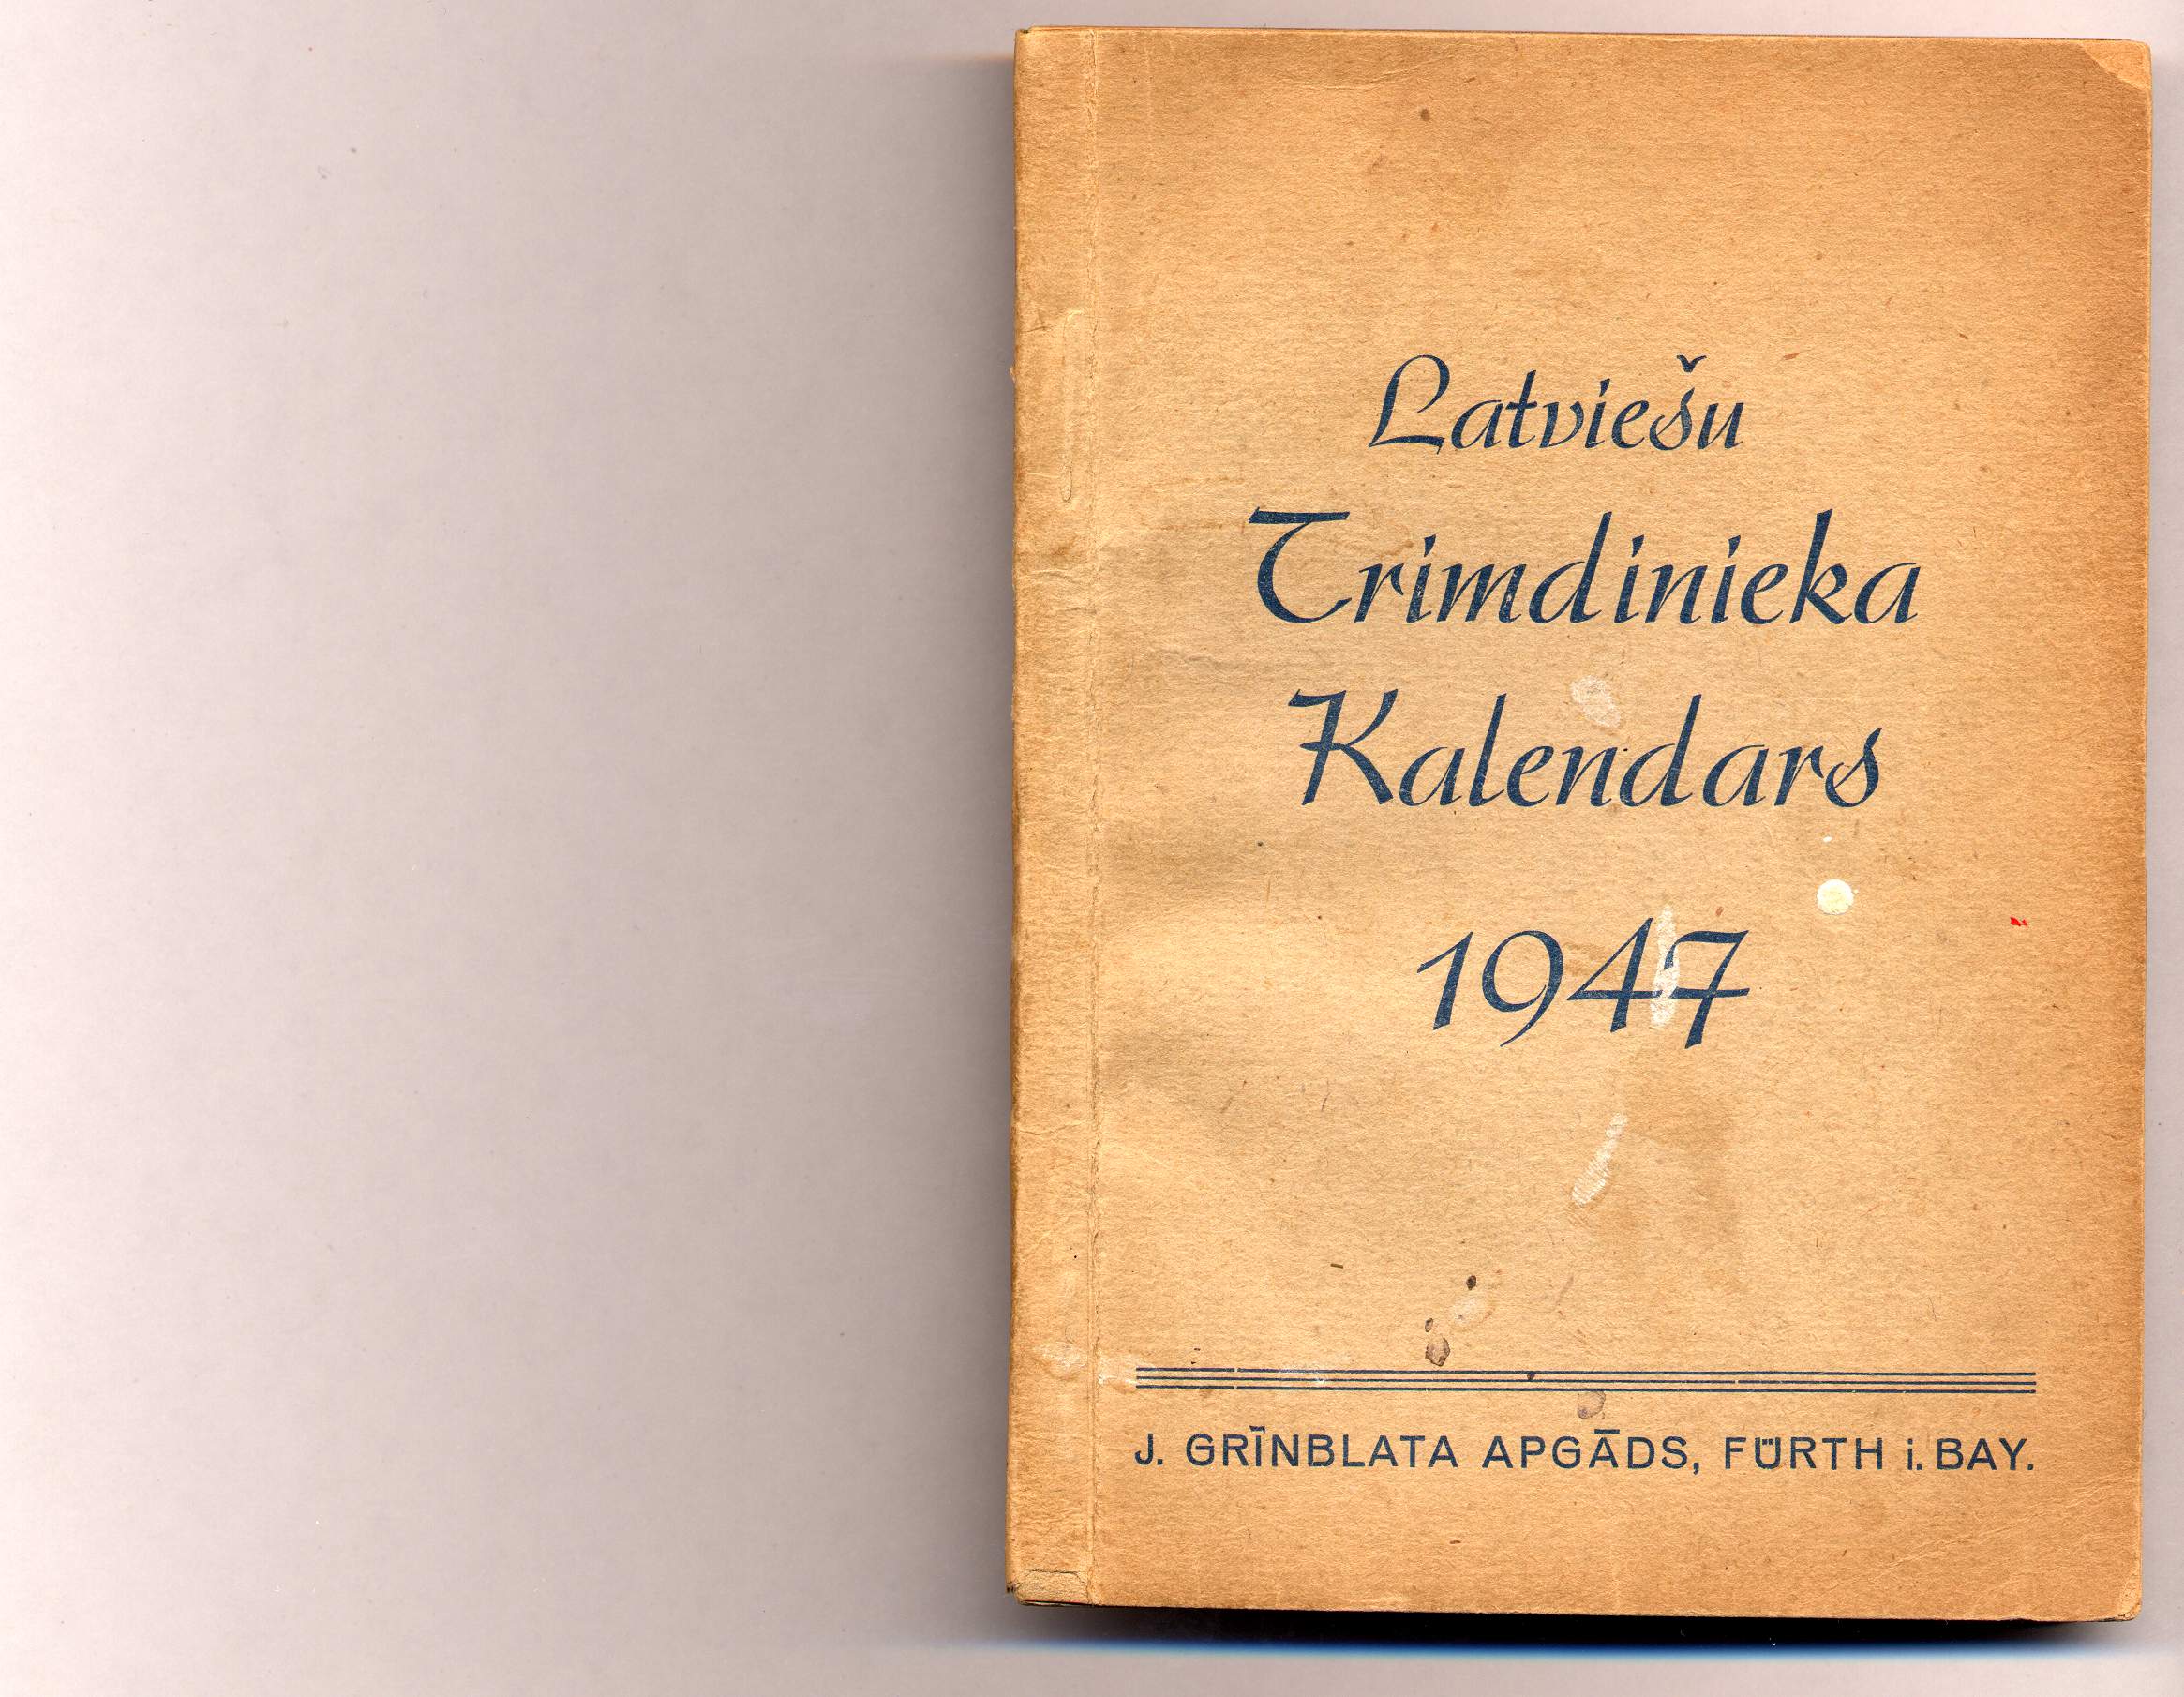 Latviešu
Trimdinieka
Kalendars
1947
J. GRĪNBLATA APGĀDS, FÜRTH i. BAY.